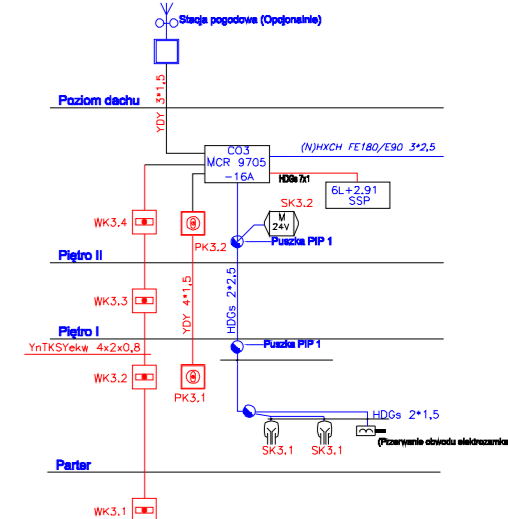 Stacja pogodowa (Opcjonalnie)
YDY 3*1,5
Poziom dachu
CO3
MCR 9705
-16A
(N)HXCH FE180/E90 3*2,5
HDGs 7x1
6L+2.91
SSP
SK3.2
M
24V
WK3.4
PK3.2
Puszka PIP 1
Piętro II
YDY 4*1,5
HDGs 2*2,5
WK3.3
Piętro I
YnTKSYekw 4x2x0,8
Puszka PIP 1
WK3.2
PK3.1
HDGs 2*1,5
SK3.1
SK3.1
(Przerwanie obwodu elektrozamka
Parter
WK3.1